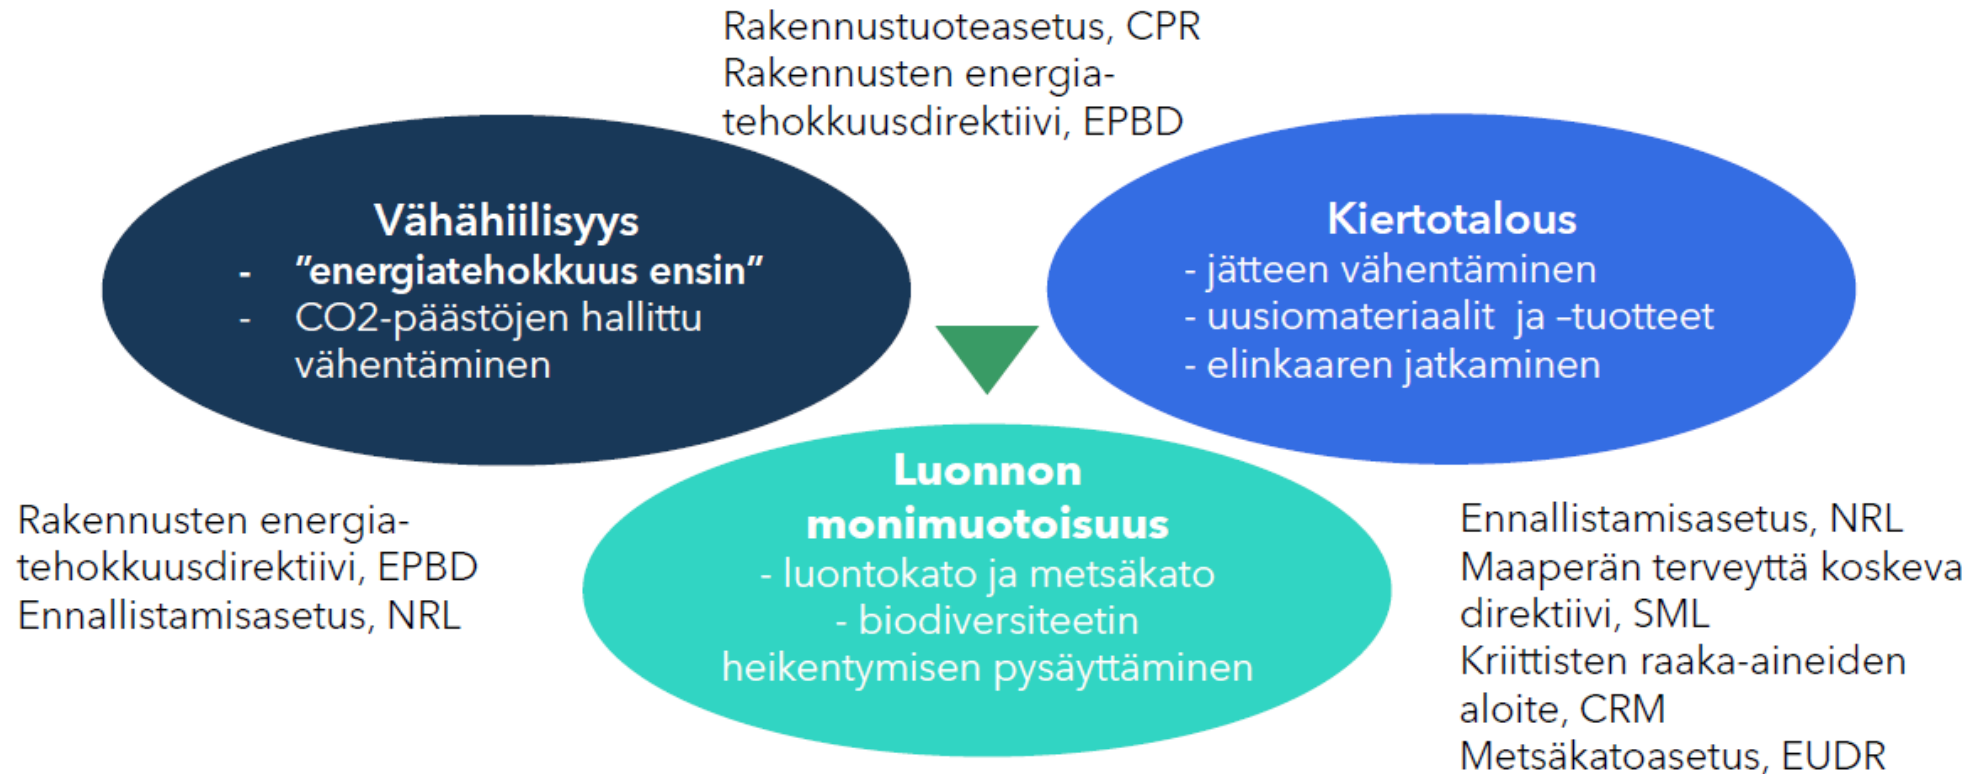 Rakennustuoteasetus, CPR
Rakennusten energia-
tehokkuusdirektiivi, EPBD
Vähähiilisyys
- ”energiatehokkuus ensin”
- CO2-päästöjen hallittu
vähentäminen
Kiertotalous
- jätteen vähentäminen
- uusiomateriaalit ja –tuotteet
- elinkaaren jatkaminen
Luonnon
monimuotoisuus
- luontokato ja metsäkato
- biodiversiteetin
heikentymisen pysäyttäminen
Rakennusten energia-
tehokkuusdirektiivi, EPBD
Ennallistamisasetus, NRL
Ennallistamisasetus, NRL
Maaperän terveyttä koskeva
direktiivi, SML
Kriittisten raaka-aineiden
aloite, CRM
Metsäkatoasetus, EUDR